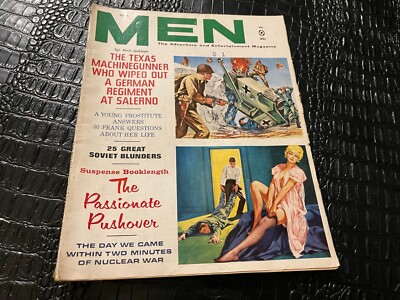 MEN
The Adventure and Entertainment Magazine
THE TEXAS
MACHINEGUNNER
WHO WIPED OUT
A GERMAN
REGIMENT
AT SALERNO
A YOUNG PROSTITUTE
ANSWERS
50 FRANK QUESTIONS
ABOUT HER LIFE
25 GREAT
SOVIET BLUNDERS
Suspense Booklength
The
Passionate
Pushover
THE DAY WE CAME
WITHIN TWO MINUTES
OF NUCLEAR WAR